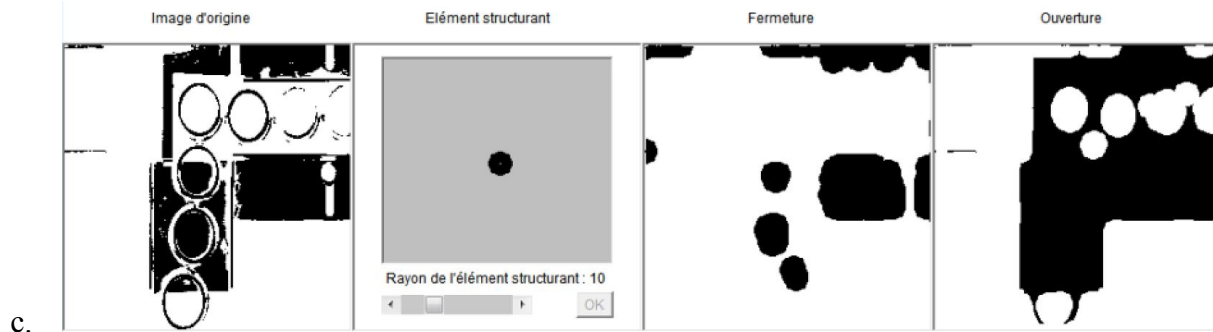 Image d'origine Elément structurant Fermeture Ouverture
Rayon de l'élément structurant : 10
OK
c.